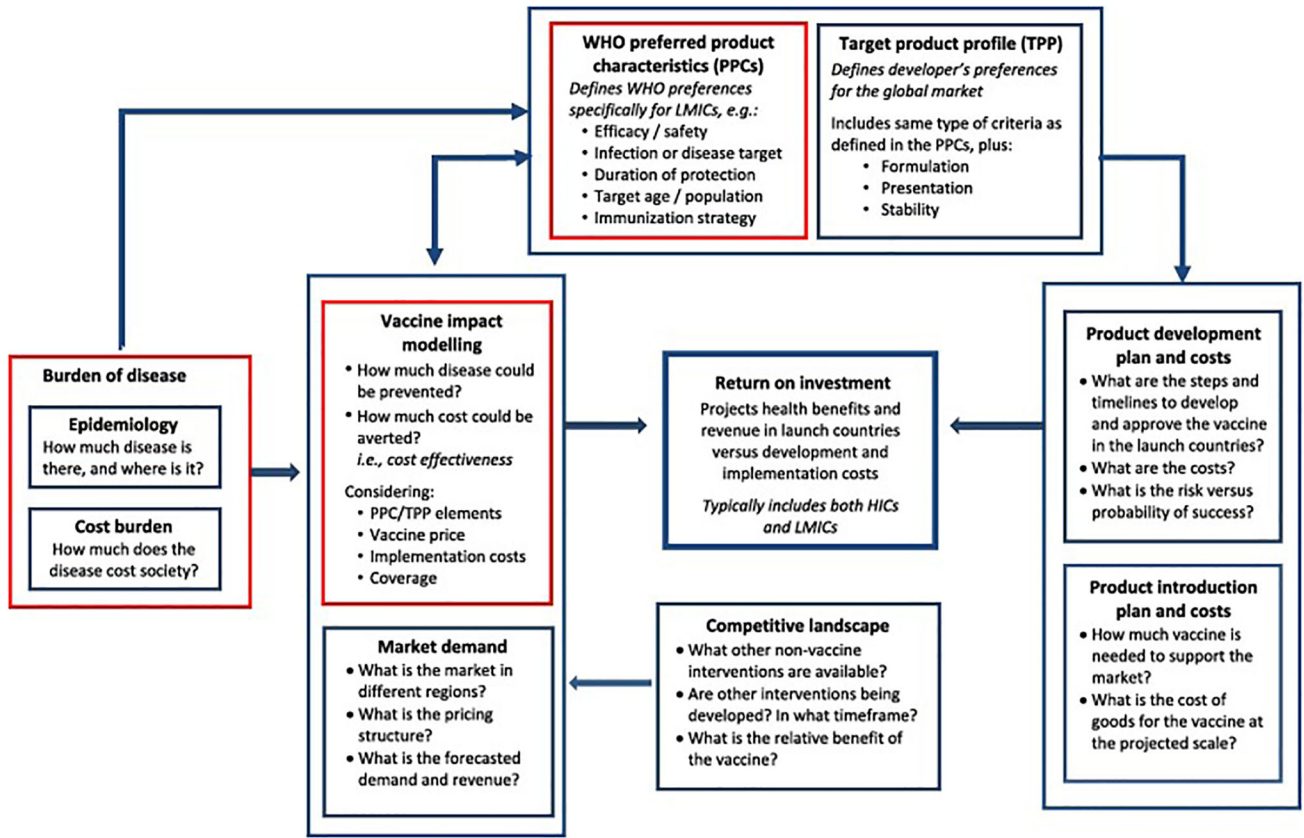 WHO preferred product
characteristics (PPCs)
Defines WHO preferences
specifically for LMICs, e.g.:
• Efficacy / safety
• Infection or disease target
• Duration of protection
• Target age / population
• Immunization strategy
Target product profile (TPP)
Defines developer's preferences
for the global market
Includes same type of criteria as
defined in the PPCs, plus:
• Formulation
• Presentation
• Stability
Burden of disease
Epidemiology
How much disease is
there, and where is it?
Cost burden
How much does the
disease cost society?
Vaccine impact
modelling
• How much disease could
be prevented?
• How much cost could be
averted?
i.e., cost effectiveness
Considering:
• PPC/TPP elements
• Vaccine price
• Implementation costs
• Coverage
Market demand
• What is the market in
different regions?
• What is the pricing
structure?
• What is the forecasted
demand and revenue?
Return on investment
Projects health benefits and
revenue in launch countries
versus development and
implementation costs
Typically includes both HICs
and LMICs
Competitive landscape
• What other non-vaccine
interventions are available?
• Are other interventions being
developed? In what timeframe?
• What is the relative benefit of
the vaccine?
Product development
plan and costs
• What are the steps and
timelines to develop
and approve the vaccine
in the launch countries?
• What are the costs?
• What is the risk versus
probability of success?
Product introduction
plan and costs
• How much vaccine is
needed to support the
market?
• What is the cost of
goods for the vaccine at
the projected scale?